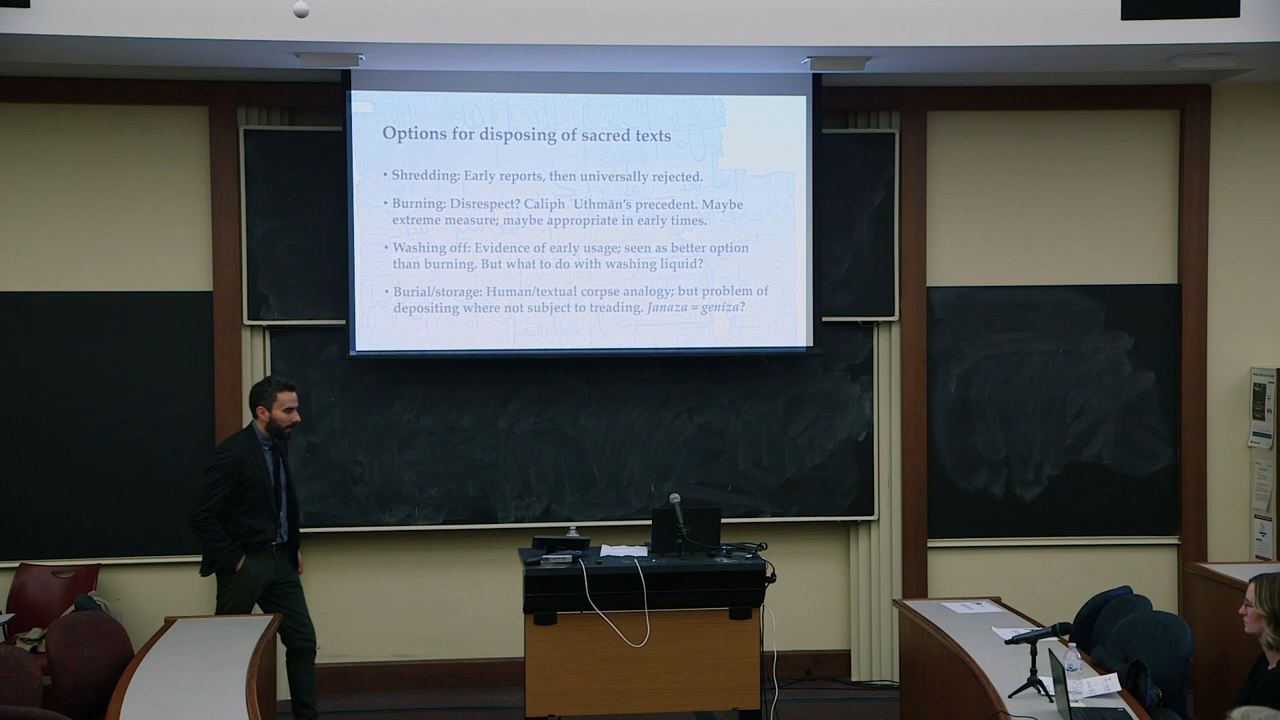 Options for disposing of sacred texts
• Shredding: Early reports, then universally rejected.
• Burning: Disrespect? Caliph ʿUthmān's precedent. Maybe
extreme measure; maybe appropriate in early times.
• Washing off: Evidence of early usage; seen as better option
than burning. But what to do with washing liquid?
• Burial/storage: Human/textual corpse analogy; but problem of
depositing where not subject to treading. Janaza = geniza?